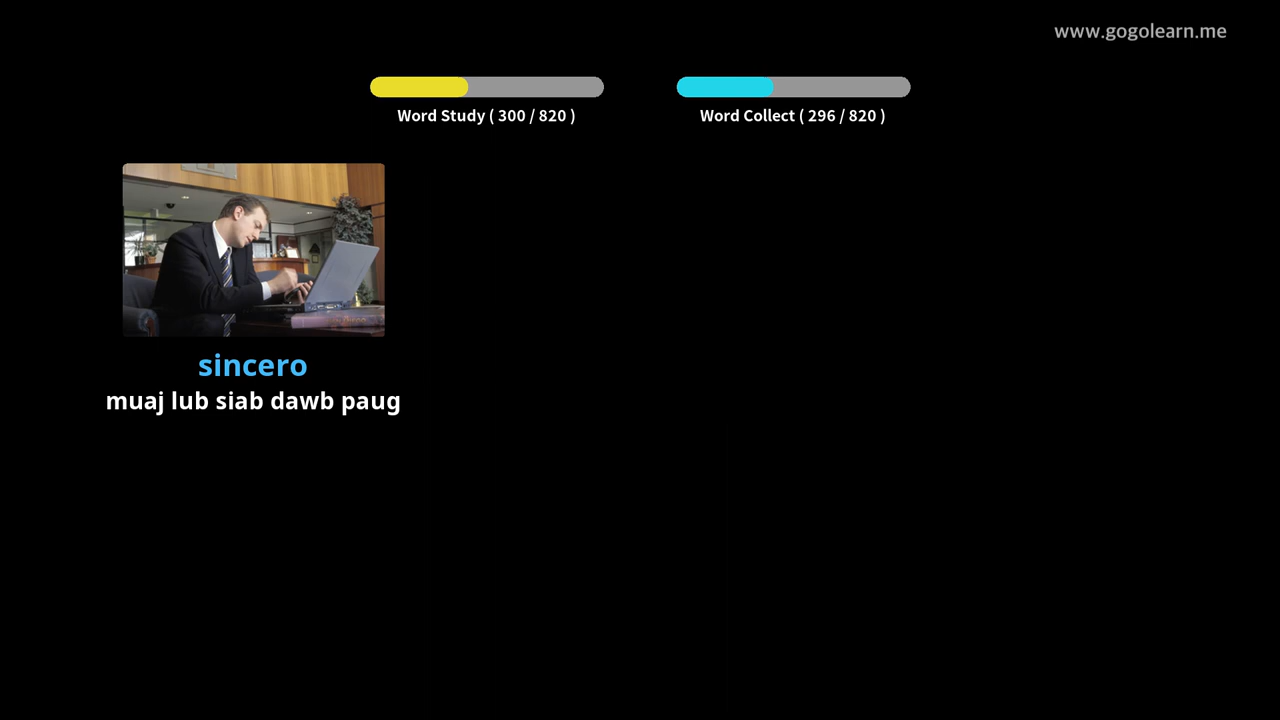 www.gogolearn.me
Word Study ( 300 / 820 )
Word Collect ( 296 / 820 )
sincero
muaj lub siab dawb paug